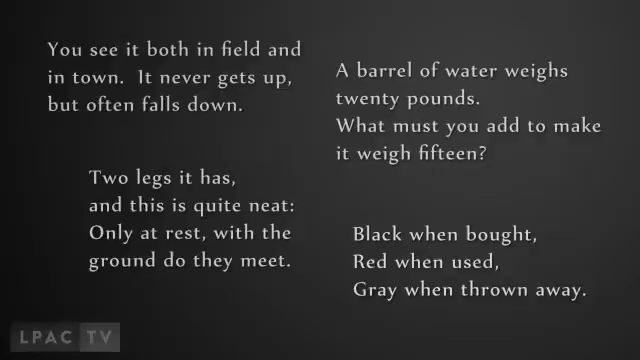 You see it both in field and
in town. It never gets up,
but often falls down.
A barrel of water weighs
twenty pounds.
What must you add to make
it weigh fifteen?
Two legs it has,
and this is quite neat:
Only at rest, with the
ground do they meet.
Black when bought,
Red when used,
Gray when thrown away.
LPAC TV